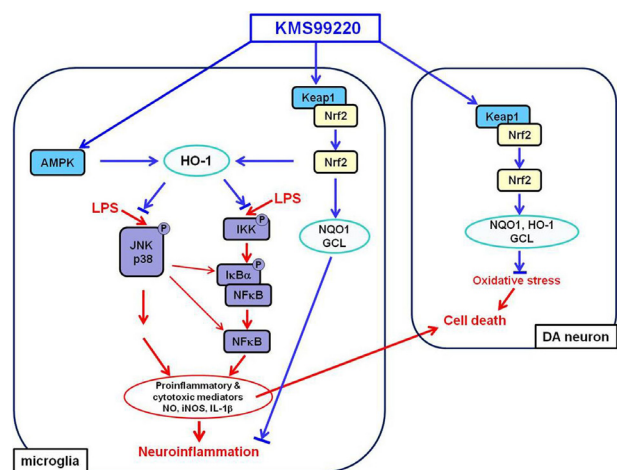 KMS99220
Keap1
Nrf2
Nrf2
AMPK
HO-1
LPS
P
JNK
p38
LPS
P
IKK
P
IκBα
NFκB
NFκB
NQO1
GCL
Proinflammatory &
cytotoxic mediators
NO, iNOS, IL-1β
Neuroinflammation
microglia
Keap1
Nrf2
Nrf2
NQO1, HO-1
GCL
Oxidative stress
Cell death
DA neuron